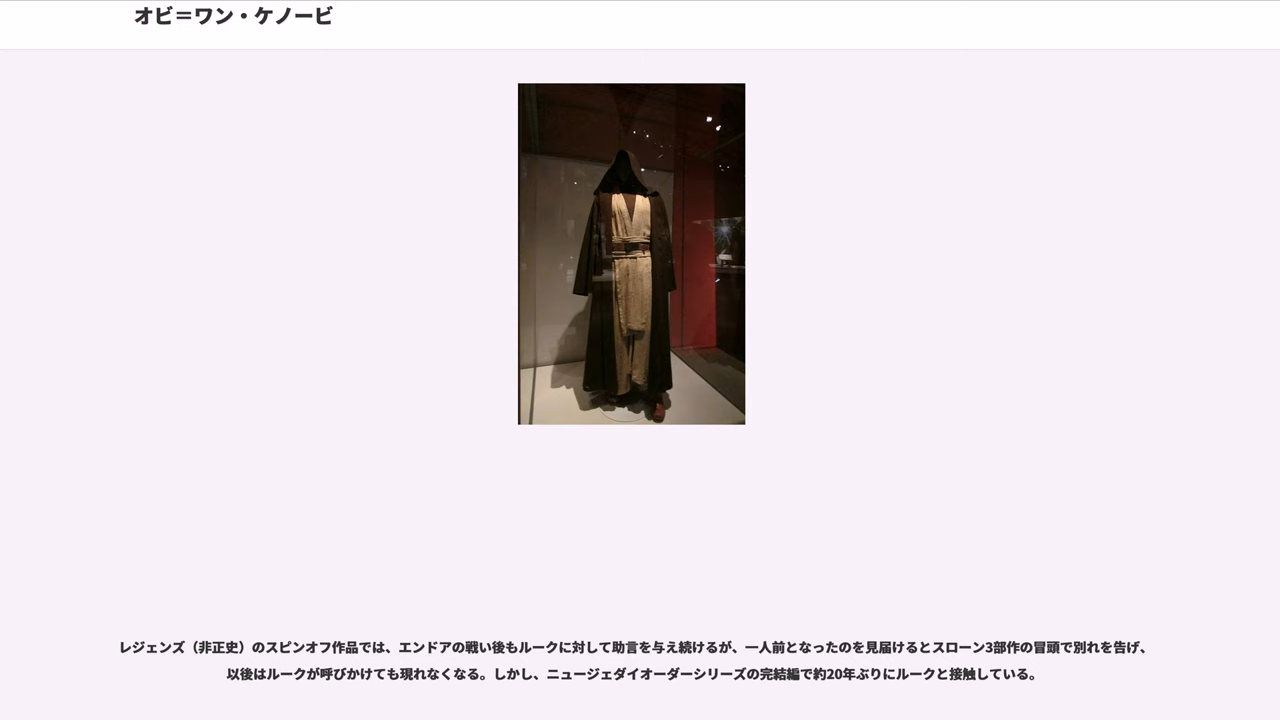 オビ＝ワン・ケノービ
レジェンズ（非正史）のスピンオフ作品では、エンドアの戦い後もルークに対して助言を与え続けるが、一人前となったのを見届けるとスローン3部作の冒頭で別れを告げ、
以後はルークが呼びかけても現れなくなる。しかし、ニュージェダイオーダーシリーズの完結編で約20年ぶりにルークと接触している。